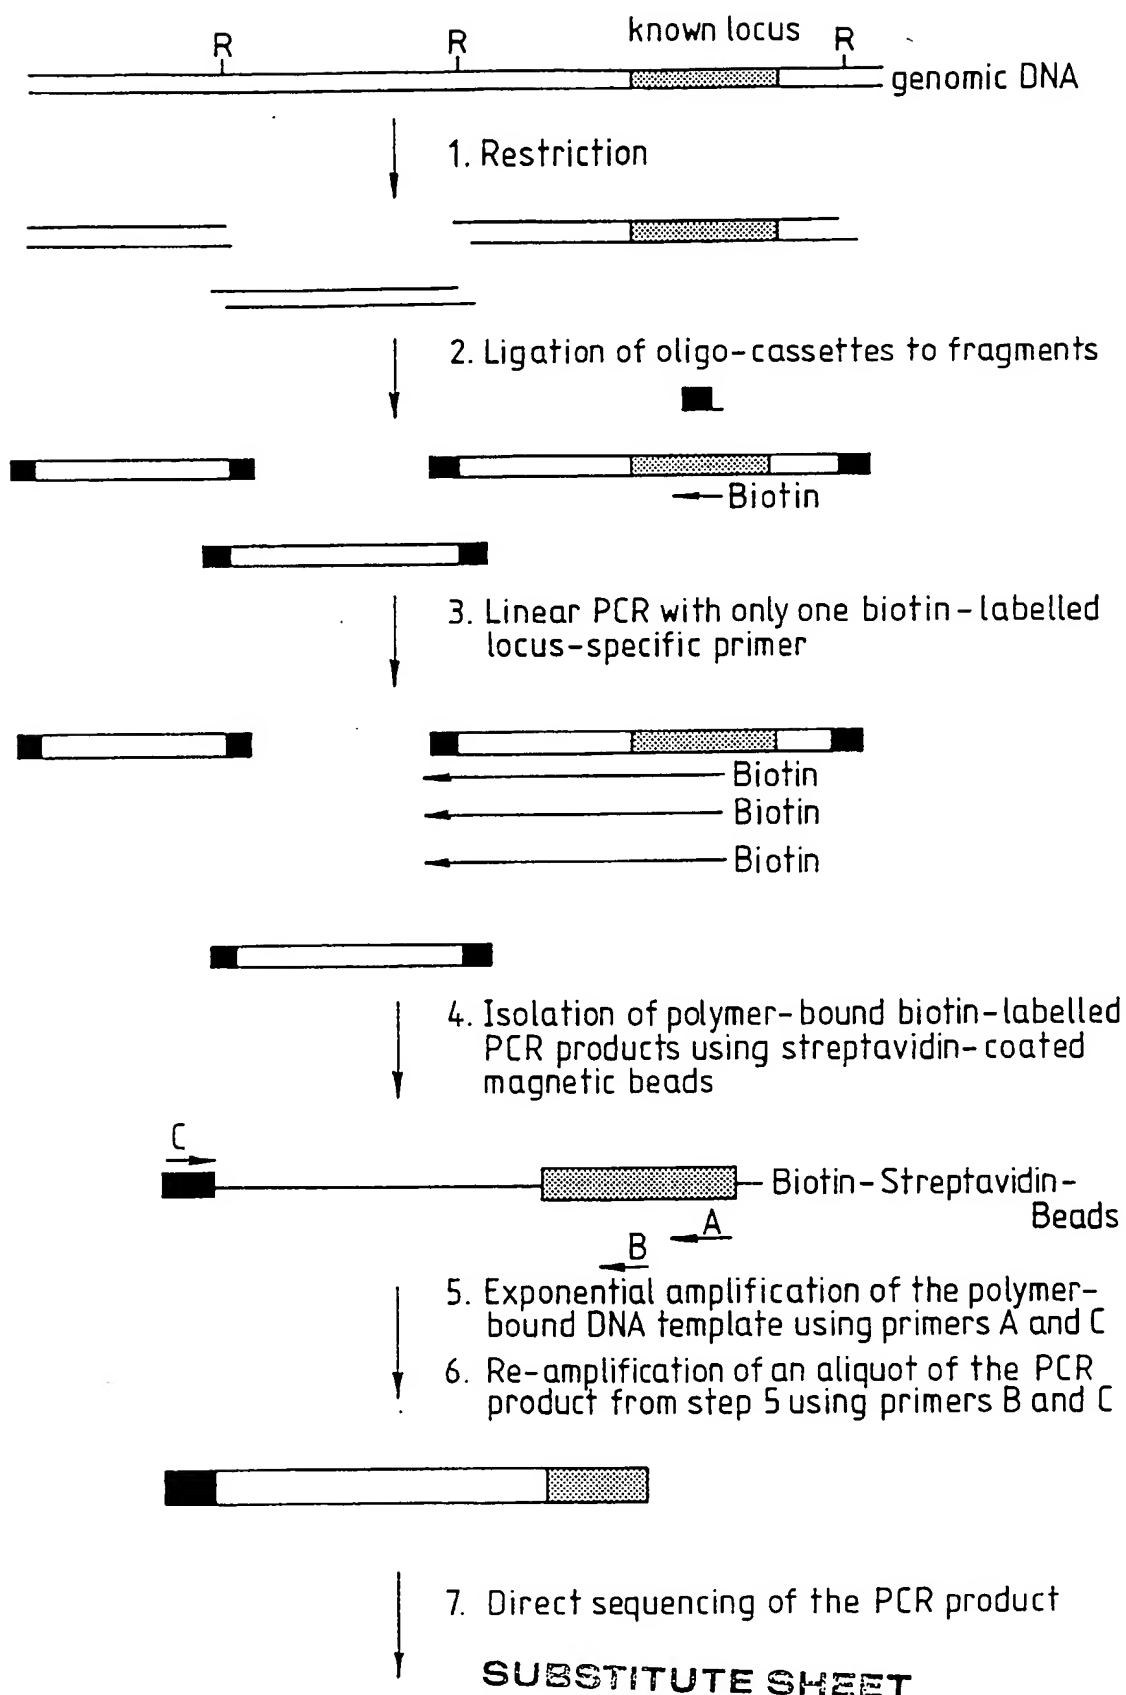 known locus
R
R
R
genomic DNA
1. Restriction
2. Ligation of oligo-cassettes to fragments
Biotin
3. Linear PCR with only one biotin-labelled
locus-specific primer
Biotin
Biotin
Biotin
4. Isolation of polymer-bound biotin-labelled
PCR products using streptavidin-coated
magnetic beads
C
Biotin-Streptavidin-
Beads
A
B
5. Exponential amplification of the polymer-
bound DNA template using primers A and C
6. Re-amplification of an aliquot of the PCR
product from step 5 using primers B and C
7. Direct sequencing of the PCR product
SUBSTITUTE SHEET